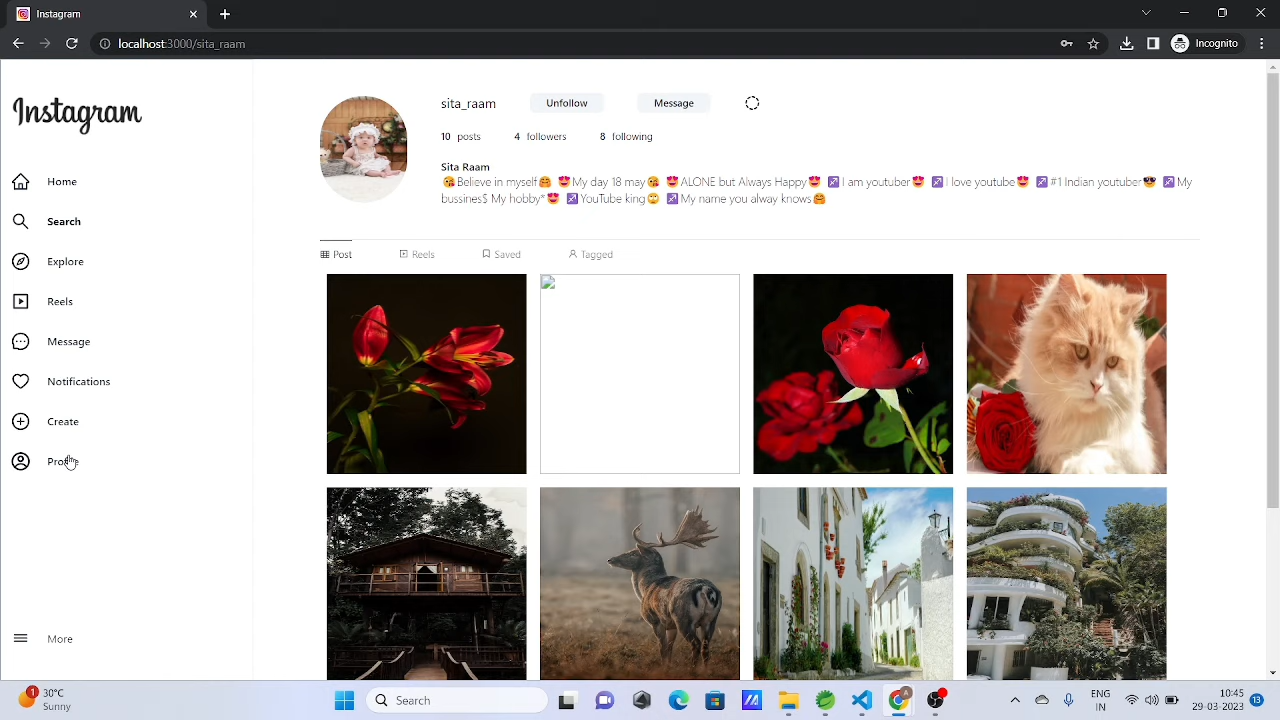 Instagram
localhost:3000/sita_raam
Incognito
Instagram
Home
Search
Explore
Reels
Message
Notifications
Create
More
sita_raam
Unfollow
Message
10 posts
4 followers
8 following
Sita Raam
😘Believe in myself🤗 😍My day 18 may😘 😍ALONE but Always Happy😍 ♐I am youtuber😍 ♐I love youtube😍 ♐#1 Indian youtuber😎 ♐My
bussine$$ My hobby*😍 ♐YouTube king🙄 ♐My name you alway knows🤗
Post
Reels
Saved
Tagged
1
30°C
Sunny
Search
ENG
IN
10:45
29-03-2023
13